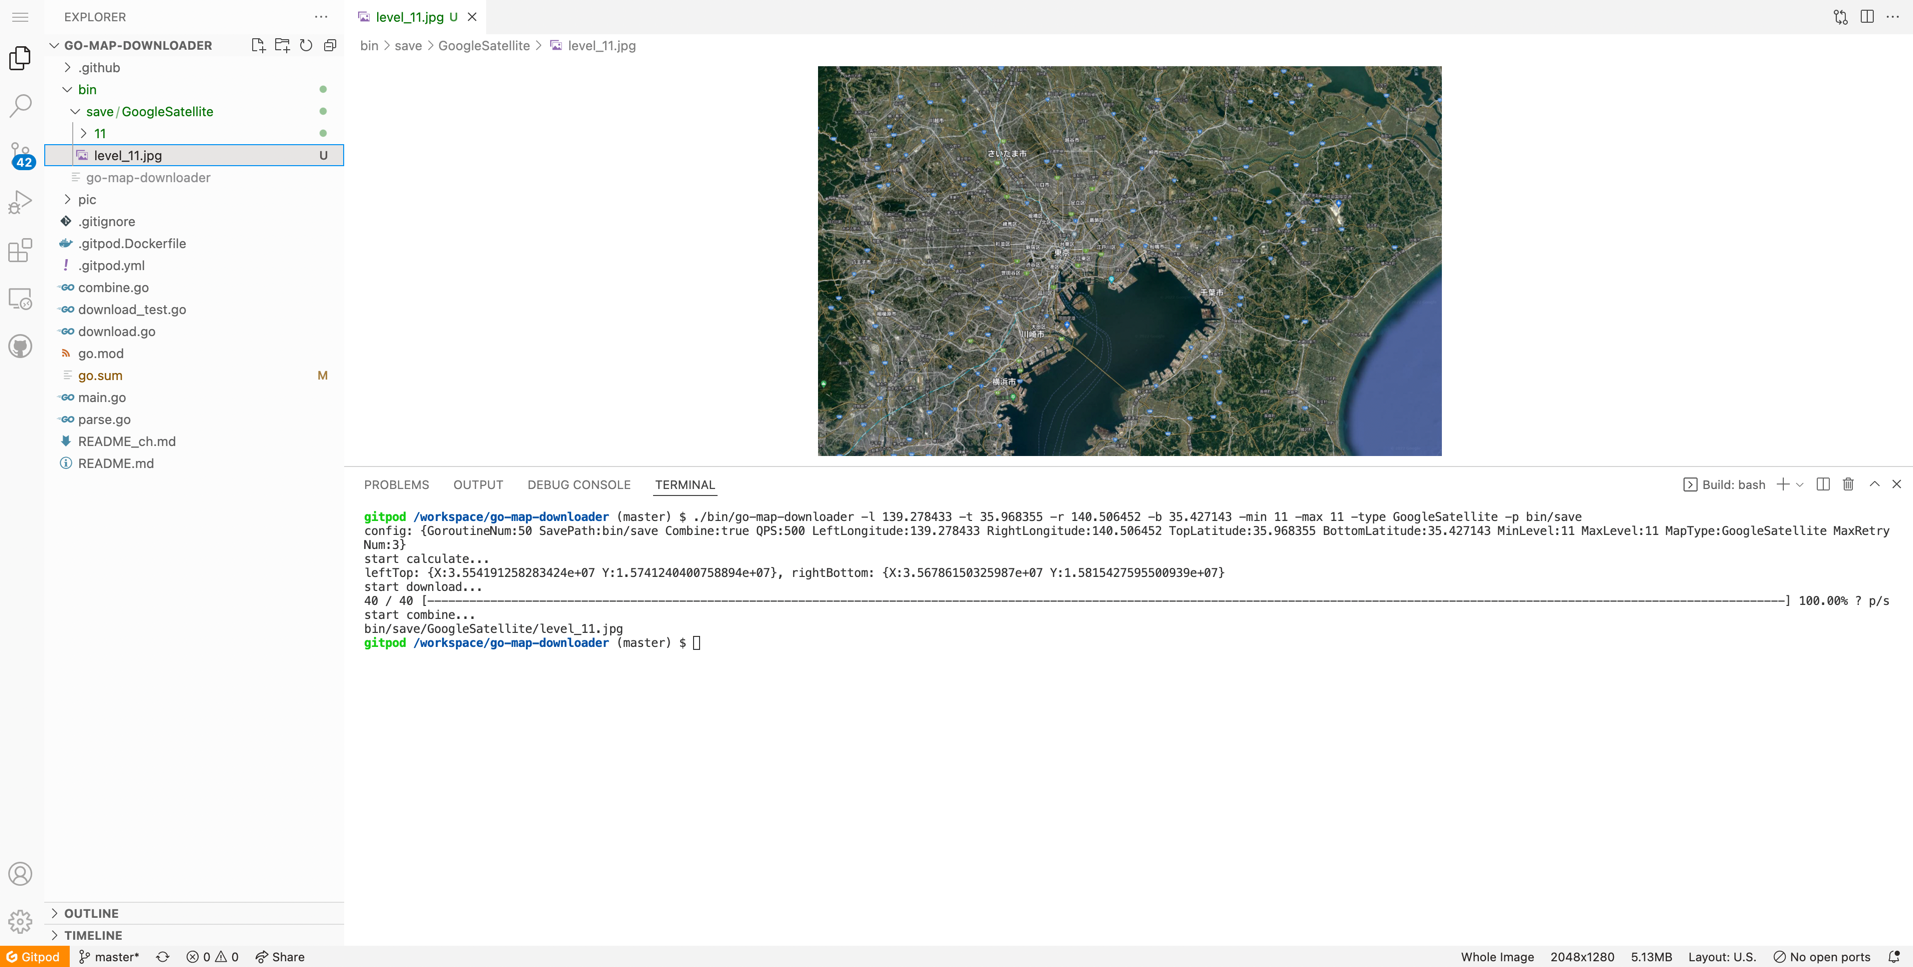 EXPLORER
level_11.jpg U
GO-MAP-DOWNLOADER
bin > save > GoogleSatellite > level_11.jpg
.github
bin
save/GoogleSatellite
11
level_11.jpg U
go-map-downloader
pic
.gitignore
.gitpod.Dockerfile
.gitpod.yml
combine.go
download_test.go
download.go
go.mod
go.sum M
main.go
parse.go
README_ch.md
README.md
42
さいたま市
東京
千葉市
川崎市
横浜市
PROBLEMS OUTPUT DEBUG CONSOLE TERMINAL
Build: bash
gitpod /workspace/go-map-downloader (master) $ ./bin/go-map-downloader -l 139.278433 -t 35.968355 -r 140.506452 -b 35.427143 -min 11 -max 11 -type GoogleSatellite -p bin/save
config: {GoroutineNum:50 SavePath:bin/save Combine:true QPS:500 LeftLongitude:139.278433 RightLongitude:140.506452 TopLatitude:35.968355 BottomLatitude:35.427143 MinLevel:11 MaxLevel:11 MapType:GoogleSatellite MaxRetry
Num:3}
start calculate...
leftTop: {X:3.554191258283424e+07 Y:1.5741240400758894e+07}, rightBottom: {X:3.56786150325987e+07 Y:1.5815427595500939e+07}
start download...
40 / 40 [------------------------------------------------------------] 100.00% ? p/s
start combine...
bin/save/GoogleSatellite/level_11.jpg
gitpod /workspace/go-map-downloader (master) $
OUTLINE
TIMELINE
Gitpod master* 0 0 Share
Whole Image 2048x1280 5.13MB Layout: U.S. No open ports